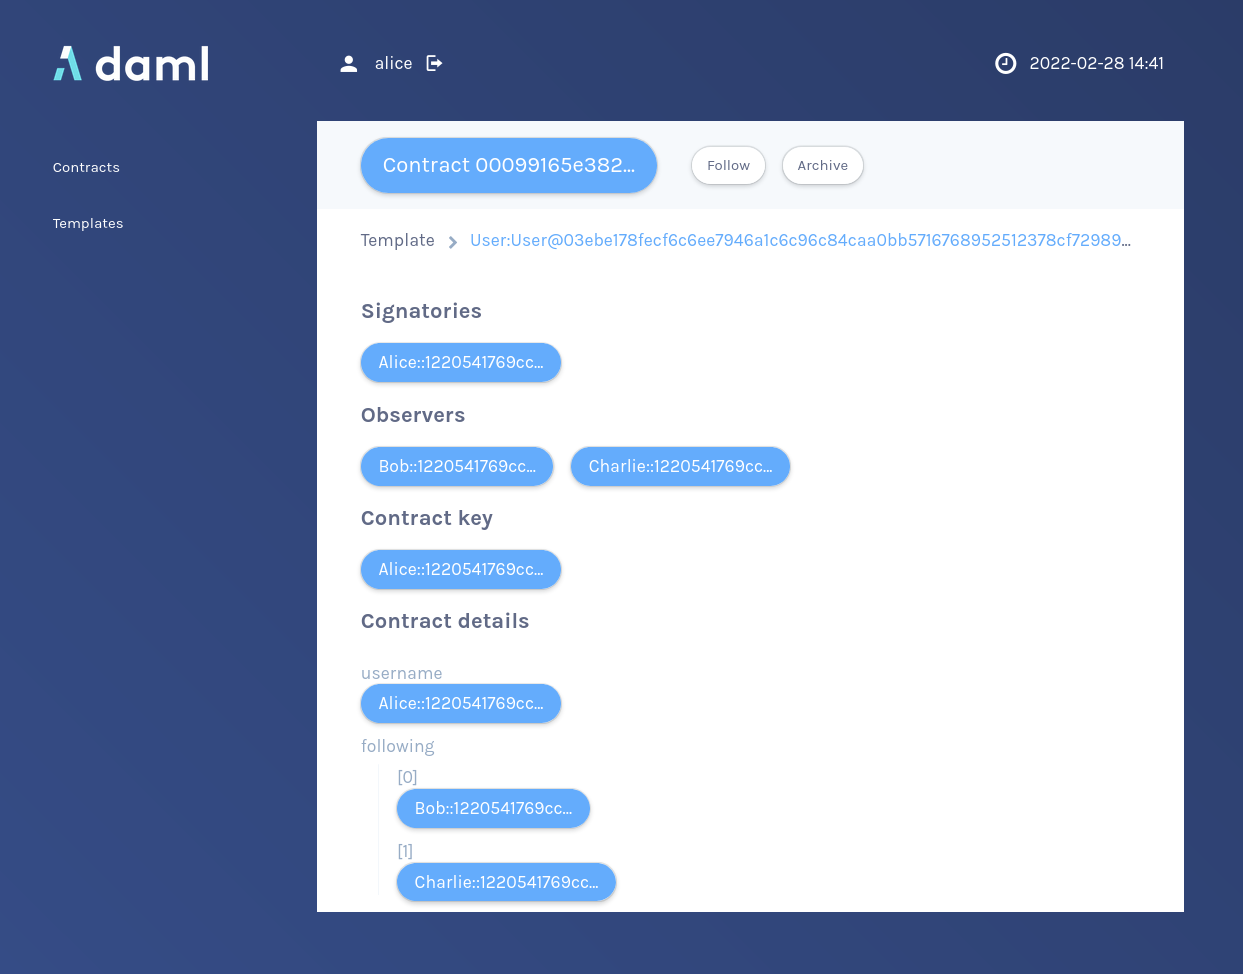 daml
alice
2022-02-28 14:41
Contracts
Templates
Contract 00099165e382...
Follow
Archive
Template
User:User@03ebe178fecf6c6ee7946a1c6c96c84caa0bb5716768952512378cf72989...
Signatories
Alice::1220541769cc...
Observers
Bob::1220541769cc...
Charlie::1220541769cc...
Contract key
Alice::1220541769cc...
Contract details
username
Alice::1220541769cc...
following
[0]
Bob::1220541769cc...
[1]
Charlie::1220541769cc...